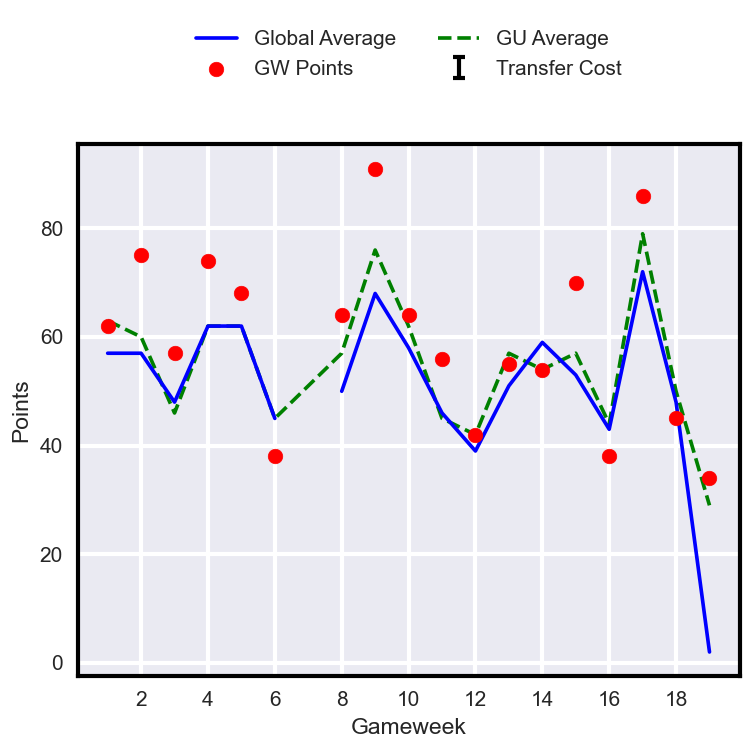 Global Average GU Average
GW Points Transfer Cost
Points
80
60
40
20
0
2 4 6 8 10 12 14 16 18
Gameweek